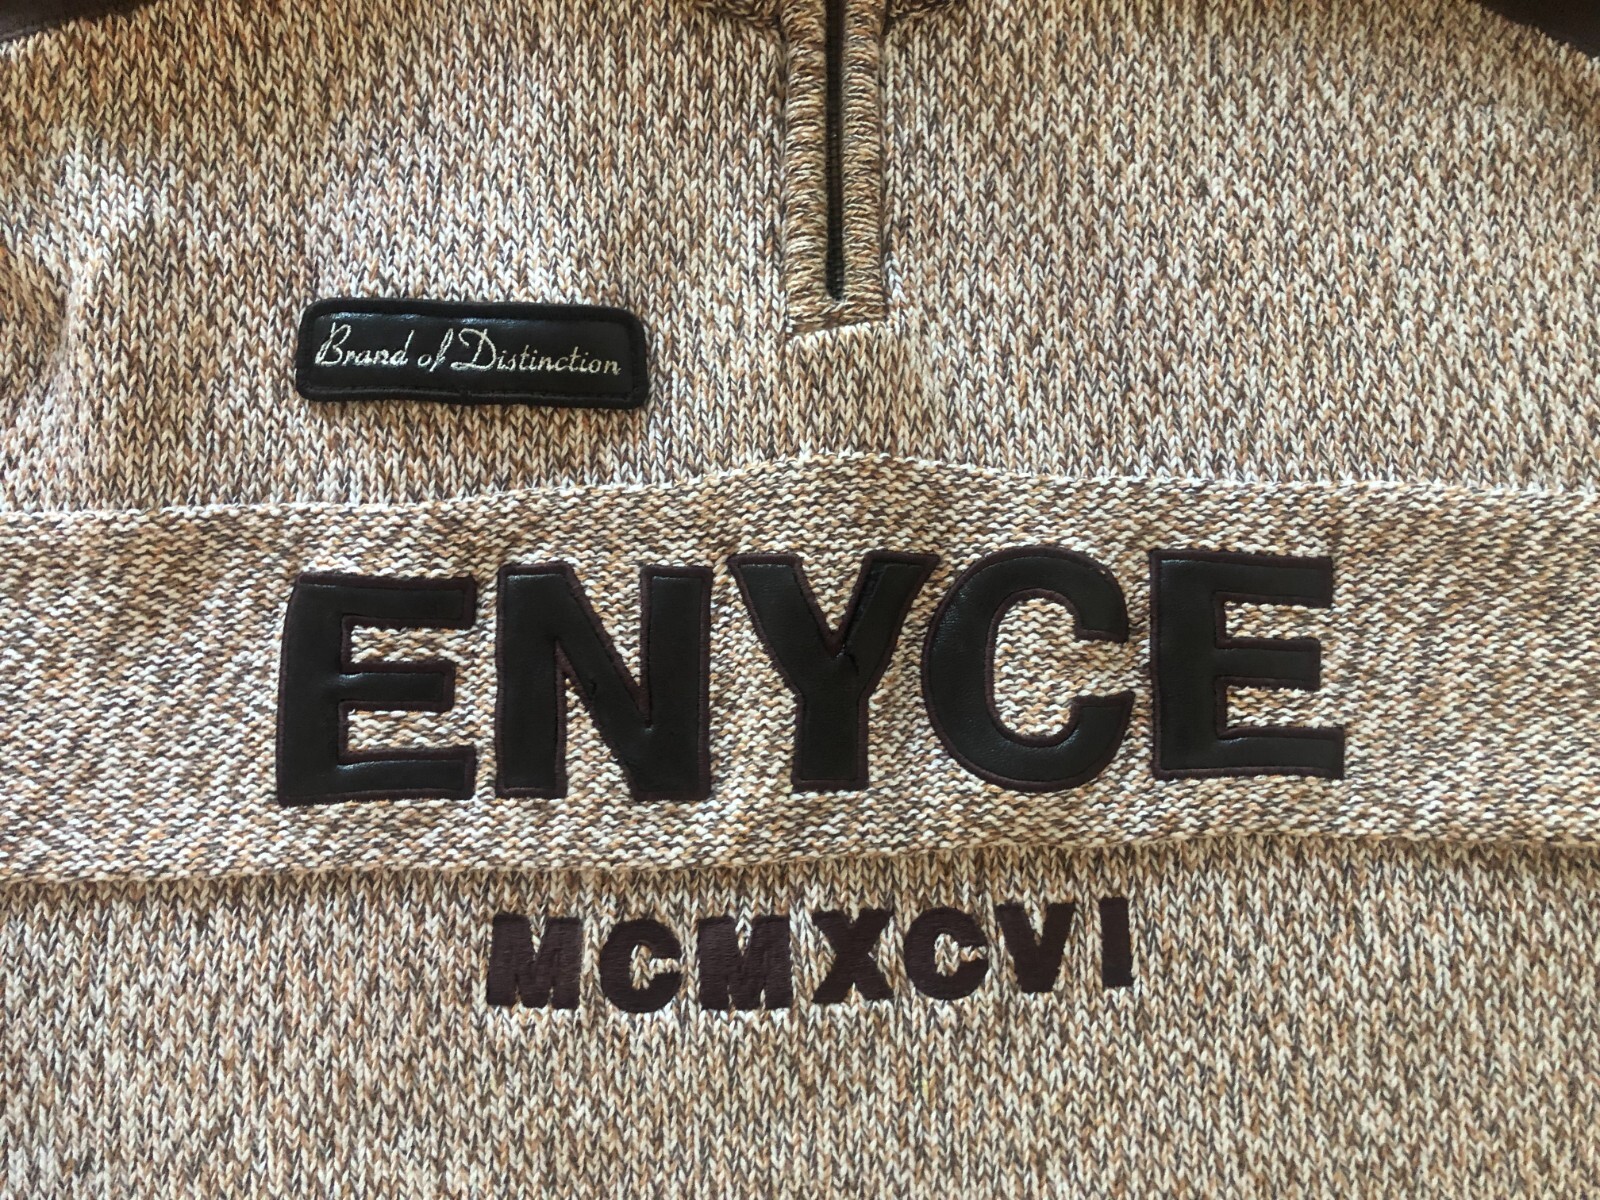 Brand of Distinction
ENYCE
MCMXCVI